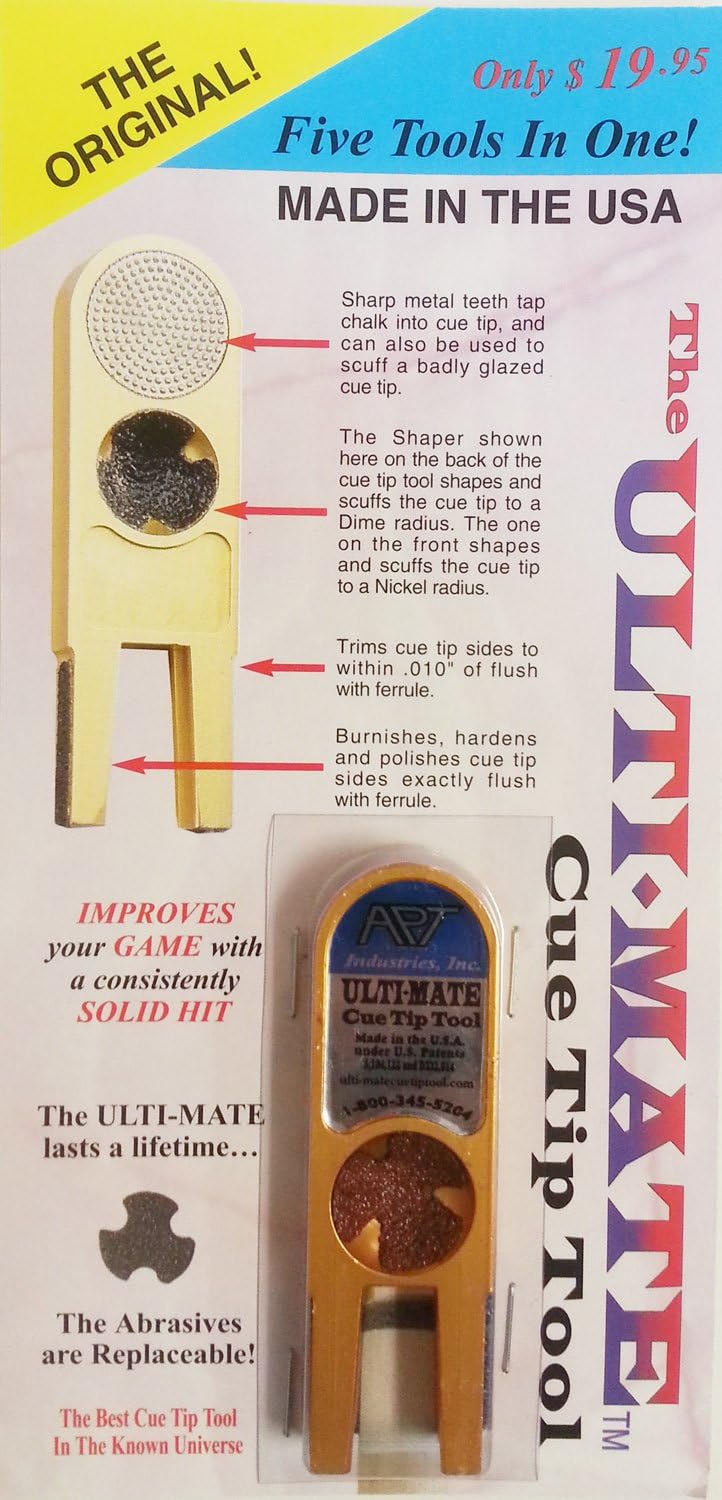 THE
ORIGINAL!
Only $ 19.95
Five Tools In One!
MADE IN THE USA
Sharp metal teeth tap
chalk into cue tip, and
can also be used to
scuff a badly glazed
cue tip.
The Shaper shown
here on the back of the
cue tip tool shapes and
scuffs the cue tip to a
Dime radius. The one
on the front shapes
and scuffs the cue tip
to a Nickel radius.
Trims cue tip sides to
within .010" of flush
with ferrule.
Burnishes, hardens
and polishes cue tip
sides exactly flush
with ferrule.
The ULTI•MATE™
Cue Tip Tool
IMPROVES
your GAME with
a consistently
SOLID HIT
The ULTI-MATE
lasts a lifetime...
The Abrasives
are Replaceable!
The Best Cue Tip Tool
In The Known Universe
APT
Industries, Inc.
ULTI•MATE
Cue Tip Tool
Made in the U.S.A.
under U.S. Patents
and
ulti-matecuetiptool.com
1-800-345-5204